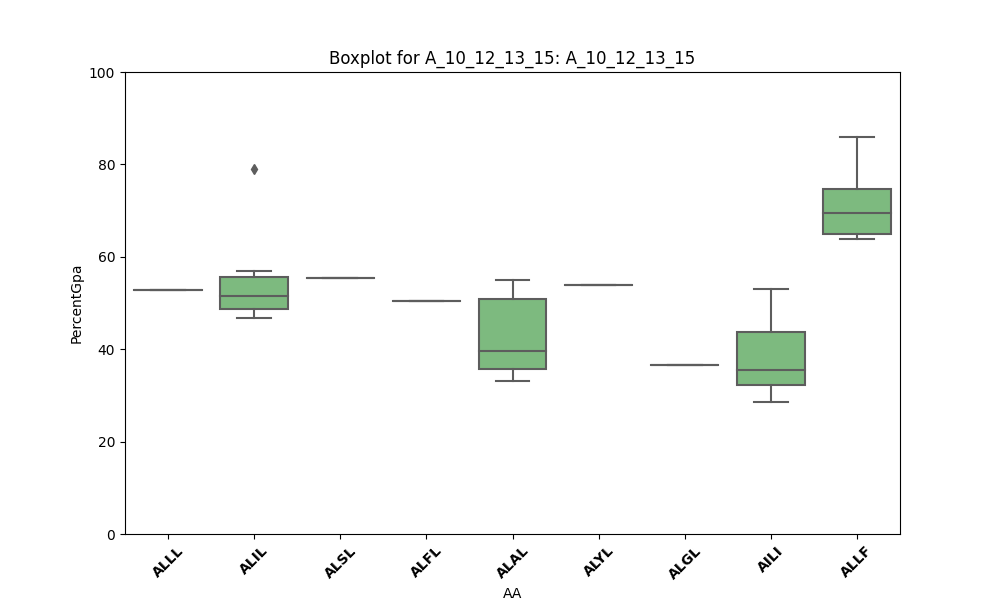 Boxplot for A_10_12_13_15: A_10_12_13_15
100
80
60
40
20
0
PercentGpa
ALLL
ALIL
ALSL
ALFL
ALAL
ALYL
ALGL
AILI
ALLF
AA